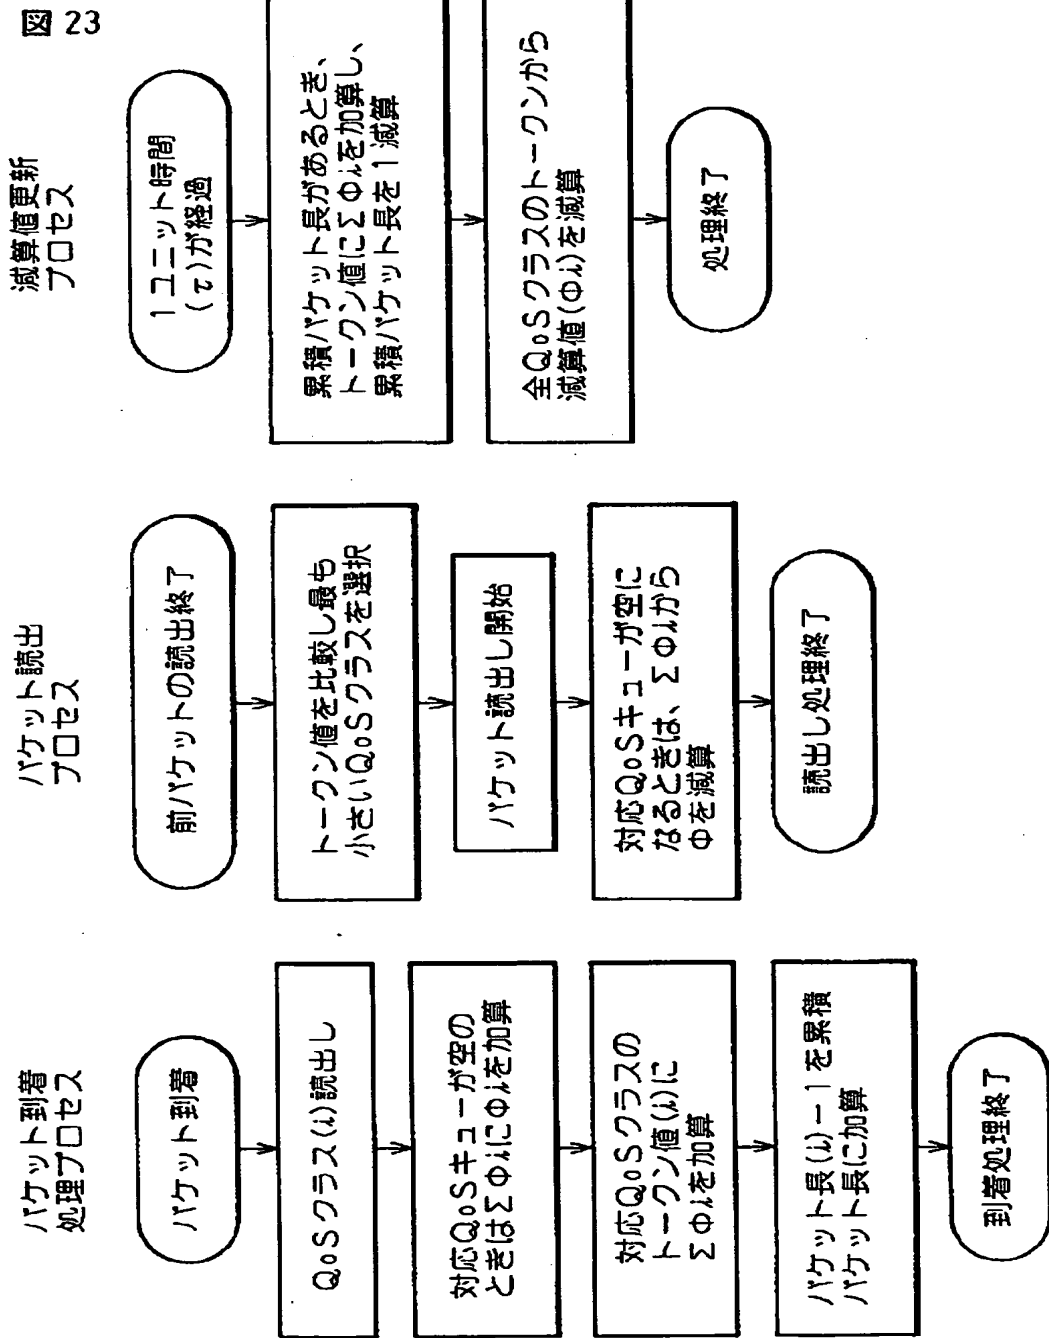 図 23
パケット到着
処理プロセス
パケット到着
QoSクラス(i)読出し
対応QoSキューが空の
ときはΣΦiにΦiを加算
対応QoSクラスの
トークン値(i)に
ΣΦiを加算
パケット長(i)－1を累積
パケット長に加算
到着処理終了
パケット読出
プロセス
前パケットの読出終了
トークン値を比較し最も
小さいQoSクラスを選択
パケット読出し開始
対応QoSキューが空に
なるときは、ΣΦiから
Φを減算
読出し処理終了
減算値更新
プロセス
1ユニット時間
(τ)が経過
累積パケット長があるとき、
トークン値にΣΦiを加算し、
累積パケット長を1減算
全QoSクラスのトークンから
減算値(Φi)を減算
処理終了